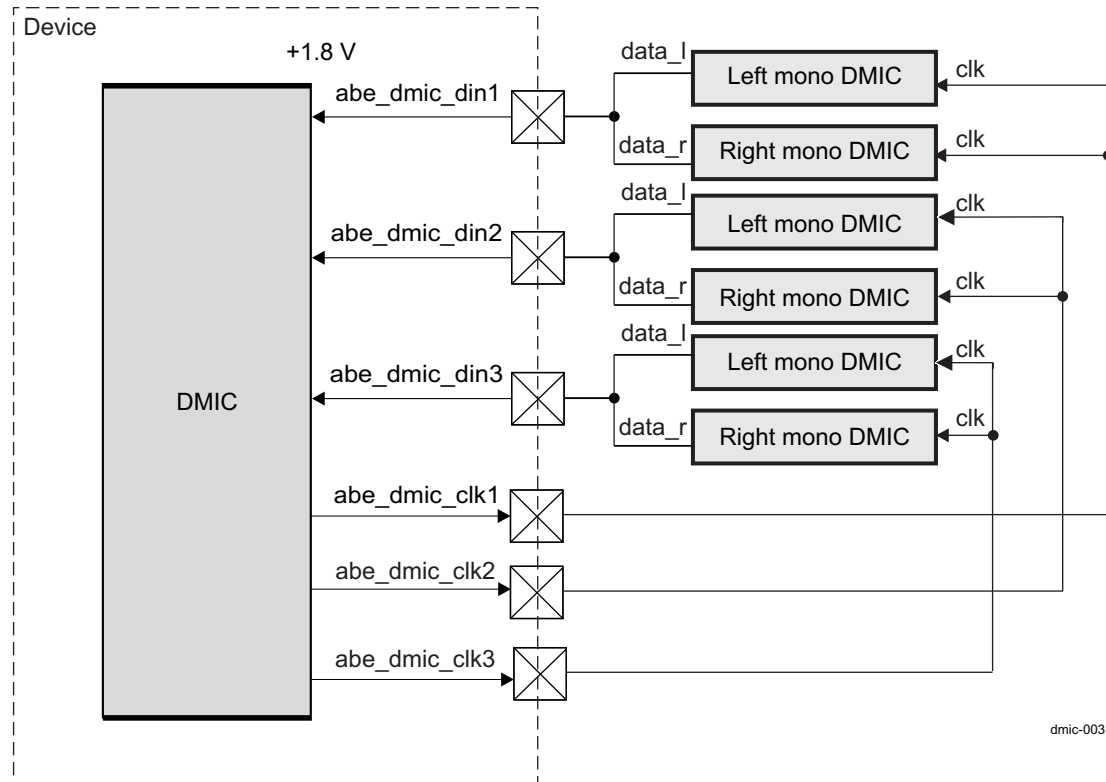 Device
+1.8 V
data_l
Left mono DMIC
clk
abe_dmic_din1
data_r
Right mono DMIC
clk
data_l
Left mono DMIC
clk
abe_dmic_din2
data_r
Right mono DMIC
clk
data_l
Left mono DMIC
clk
abe_dmic_din3
DMIC
data_r
Right mono DMIC
clk
abe_dmic_clk1
abe_dmic_clk2
abe_dmic_clk3
dmic-003